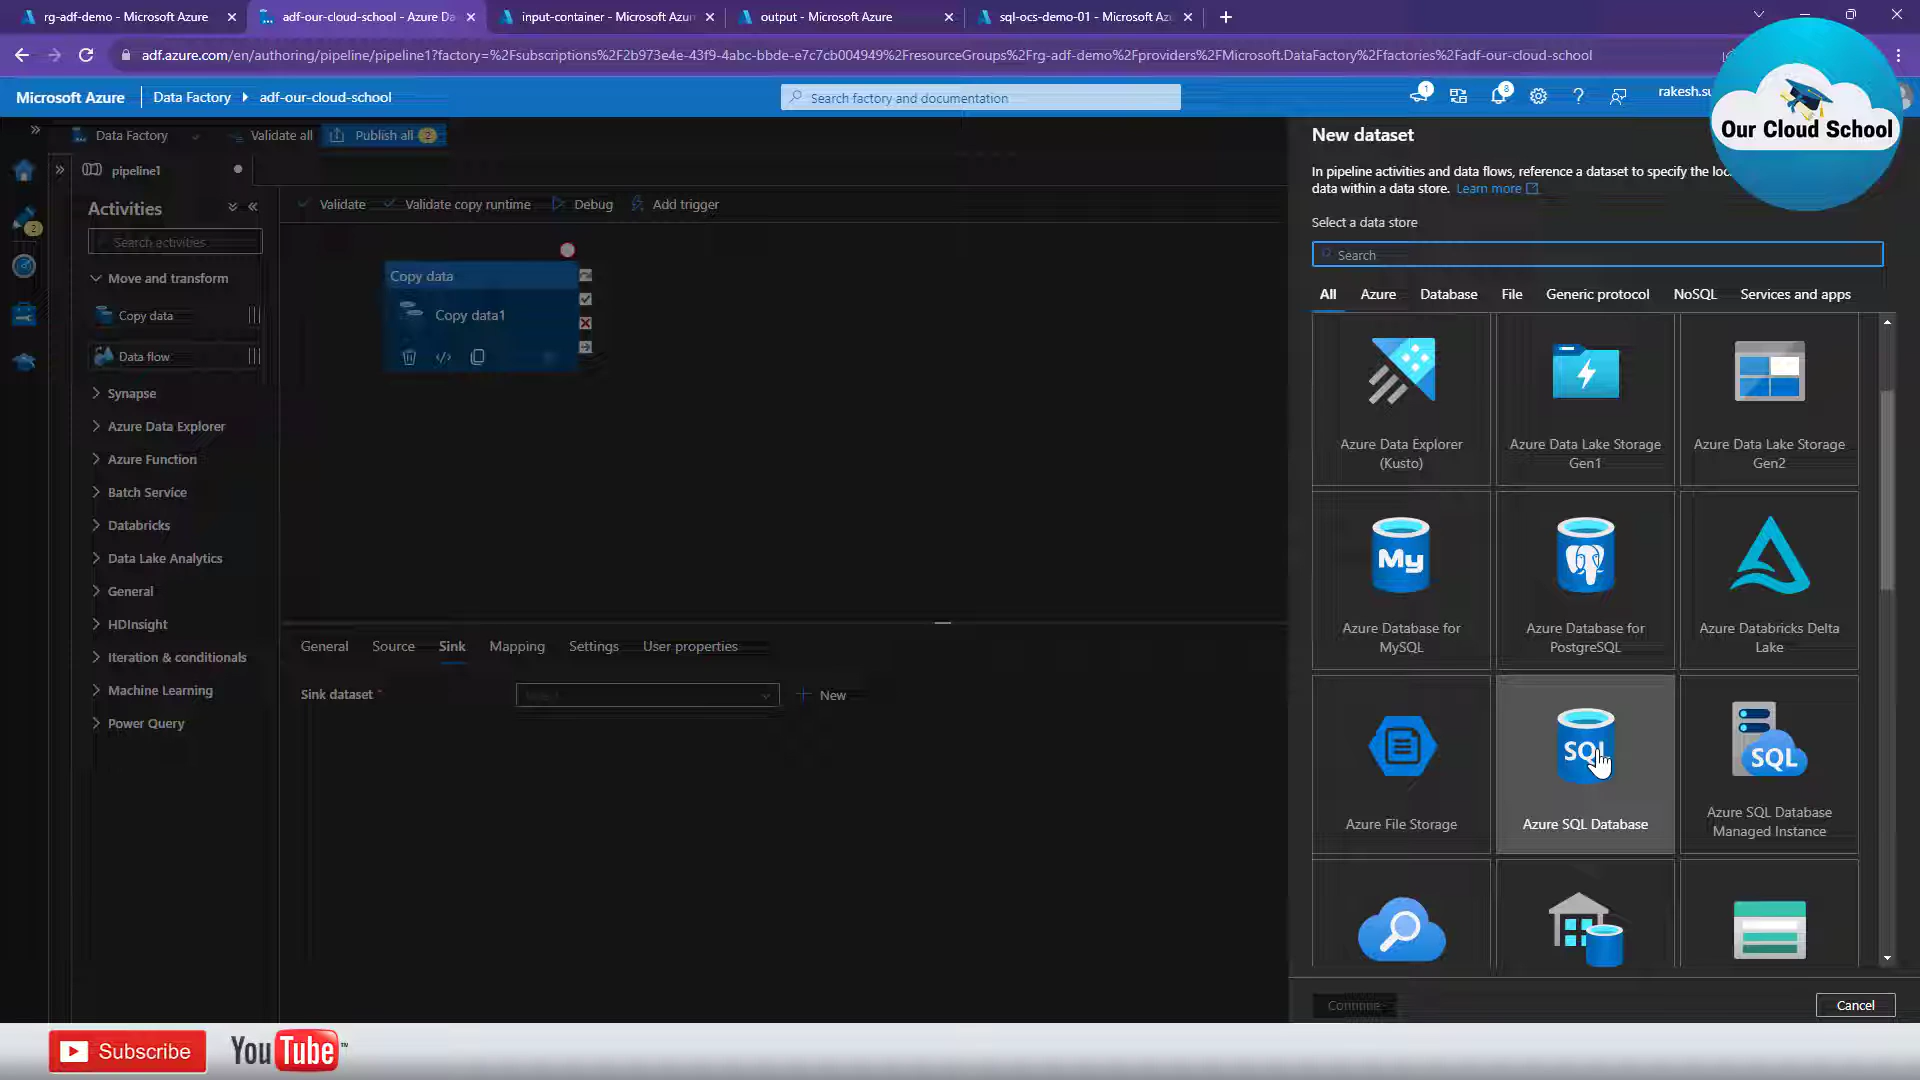 rg-adf-demo - Microsoft Azure
adf-our-cloud-school - Azure Da
input-container - Microsoft Azur
output - Microsoft Azure
sql-ocs-demo-01 - Microsoft Az
adf.azure.com/en/authoring/pipeline/pipeline1?factory=%2Fsubscriptions%2F2b973e4e-43f9-4abc-bbde-e7c7cb004949%2FresourceGroups%2Frg-adf-demo%2Fproviders%2FMicrosoft.DataFactory%2Ffactories%2Fadf-our-cloud-school
Microsoft Azure
Data Factory
adf-our-cloud-school
Search factory and documentation
1
8
rakesh.su
Our Cloud School
Data Factory
Validate all
Publish all
2
pipeline1
2
Activities
Search activities
Move and transform
Copy data
Data flow
Synapse
Azure Data Explorer
Azure Function
Batch Service
Databricks
Data Lake Analytics
General
HDInsight
Iteration & conditionals
Machine Learning
Power Query
Validate
Validate copy runtime
Debug
Add trigger
Copy data
Copy data1
General
Source
Sink
Mapping
Settings
User properties
Sink dataset *
New
New dataset
In pipeline activities and data flows, reference a dataset to specify the
data within a data store. Learn more
Select a data store
Search
All
Azure
Database
File
Generic protocol
NoSQL
Services and apps
Azure Data Explorer
(Kusto)
Azure Data Lake Storage
Gen1
Azure Data Lake Storage
Gen2
My
Azure Database for
MySQL
Azure Database for
PostgreSQL
Azure Databricks Delta
Lake
Azure File Storage
SQL
Azure SQL Database
SQL
Azure SQL Database
Managed Instance
Continue
Cancel
Subscribe
YouTube